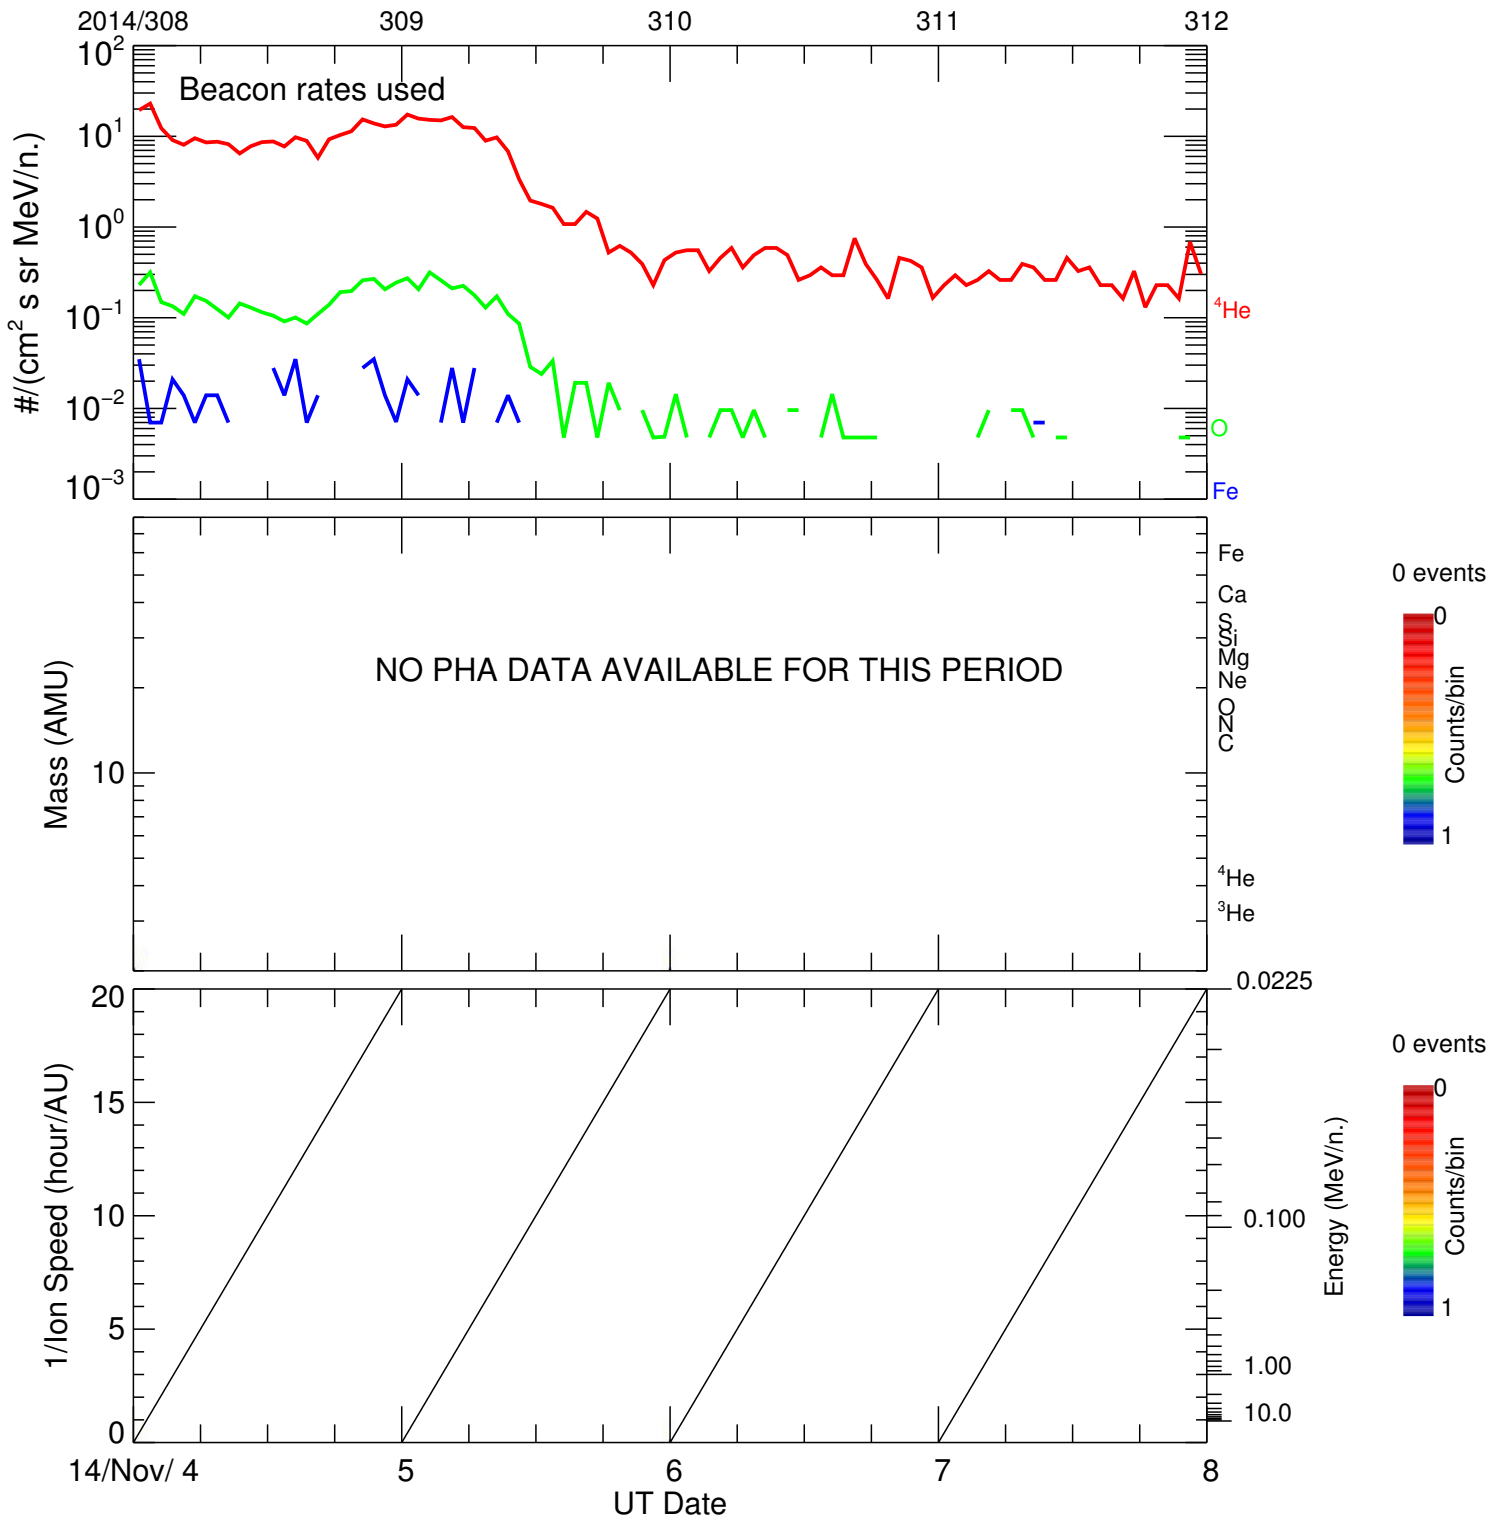 2014/308 309 310 311 312
Beacon rates used
#/(cm² s sr MeV/n.)
10²
10¹
10⁰
10⁻¹
10⁻²
10⁻³
⁴He
O
Fe
NO PHA DATA AVAILABLE FOR THIS PERIOD
Mass (AMU)
10
Fe
Ca
S
Si
Mg
Ne
O
N
C
⁴He
³He
0 events
0
Counts/bin
1
1/Ion Speed (hour/AU)
20
15
10
5
0
0.0225
0.100
1.00
10.0
Energy (MeV/n.)
0 events
0
Counts/bin
1
14/Nov/ 4 5 6 7 8
UT Date